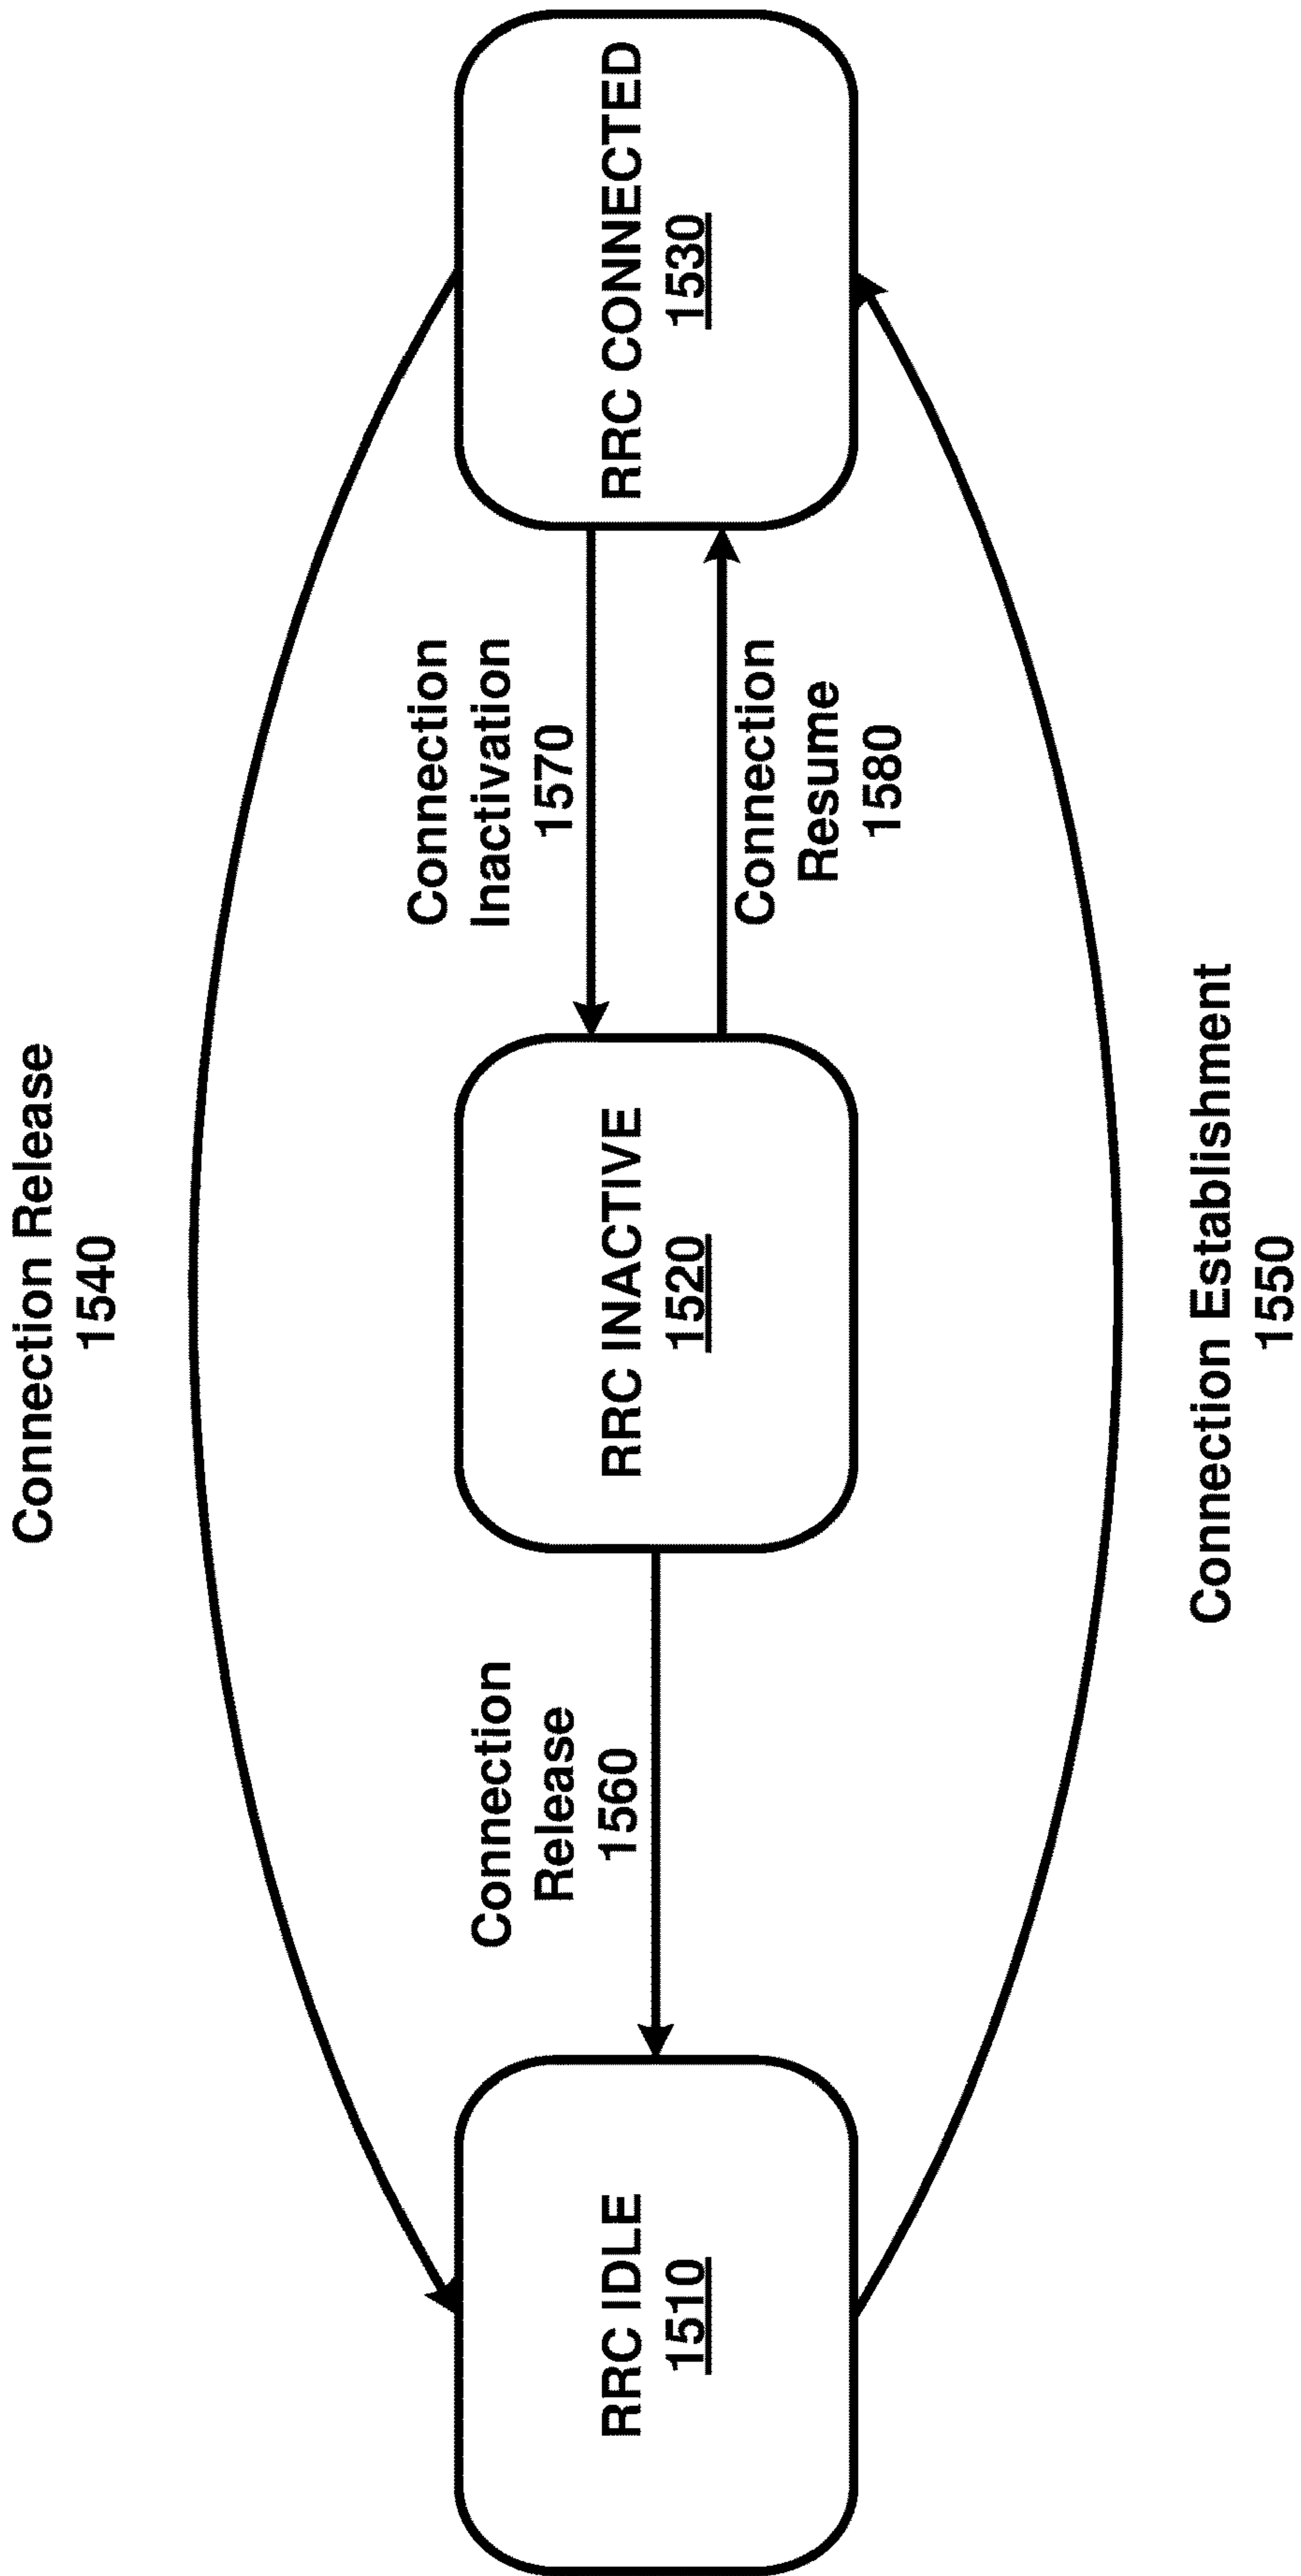 Connection Release
1540
RRC IDLE
1510
Connection
Release
1560
RRC INACTIVE
1520
Connection
Inactivation
1570
Connection
Resume
1580
RRC CONNECTED
1530
Connection Establishment
1550